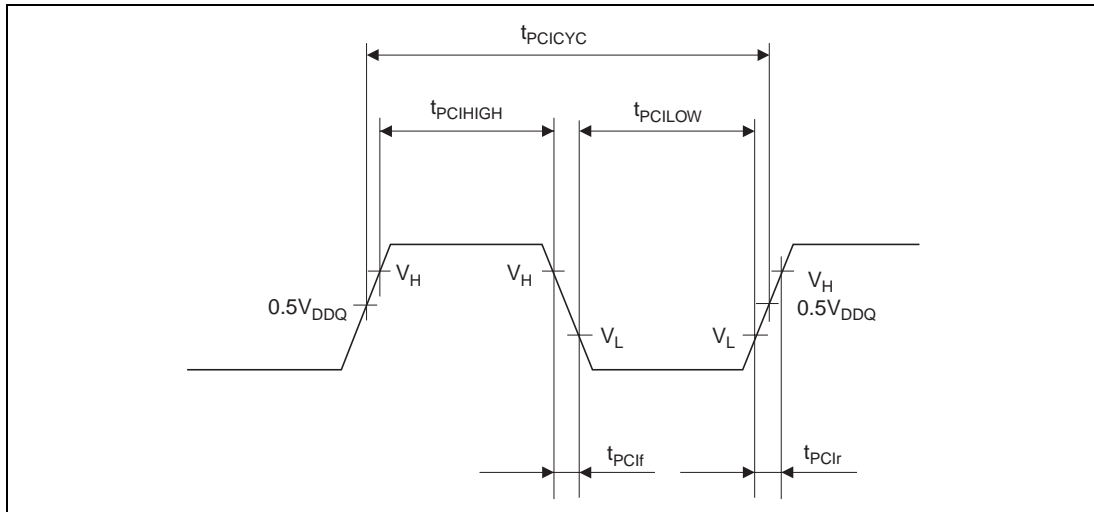 tPCICYC
tPCIHIGH
tPCILOW
VH
VH
VH
0.5VDDQ
0.5VDDQ
VL
VL
tPCIf
tPCIr